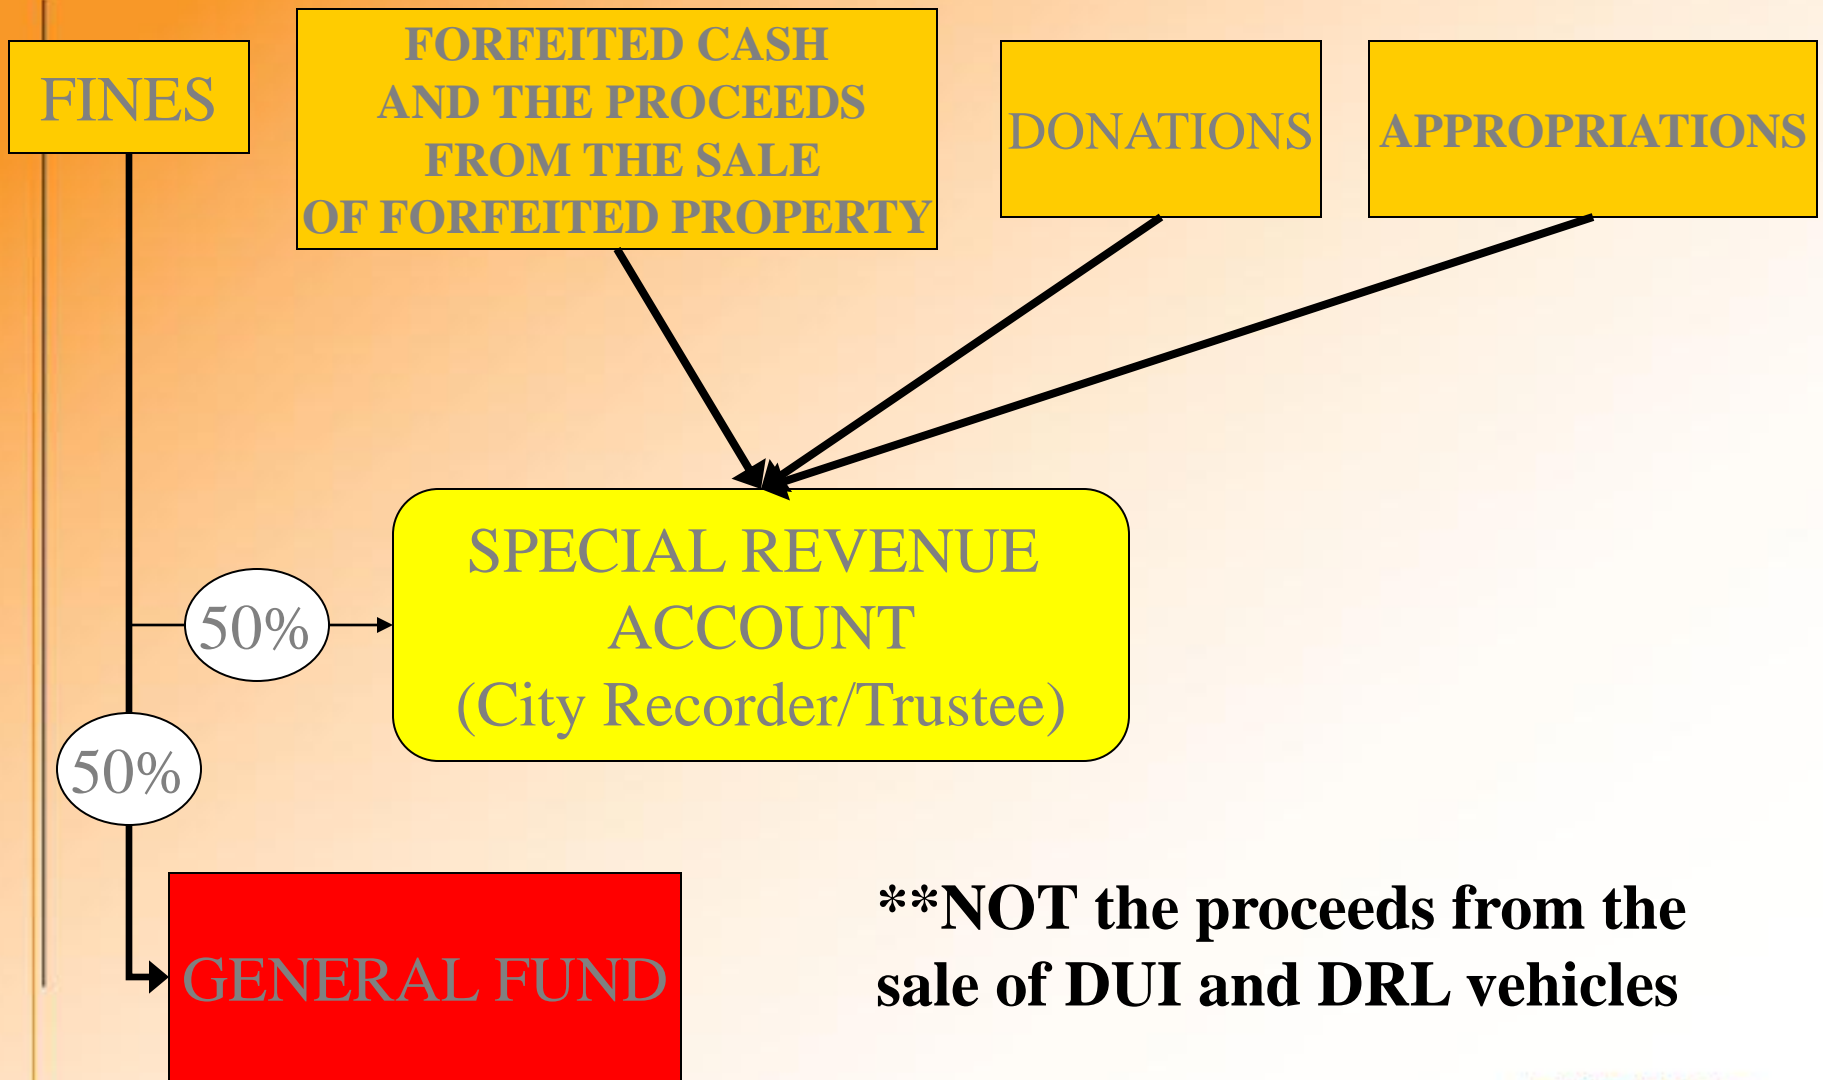 FINES
FORFEITED CASH
AND THE PROCEEDS
FROM THE SALE
OF FORFEITED PROPERTY
DONATIONS
APPROPRIATIONS
50%
SPECIAL REVENUE
ACCOUNT
(City Recorder/Trustee)
50%
GENERAL FUND
**NOT the proceeds from the
sale of DUI and DRL vehicles